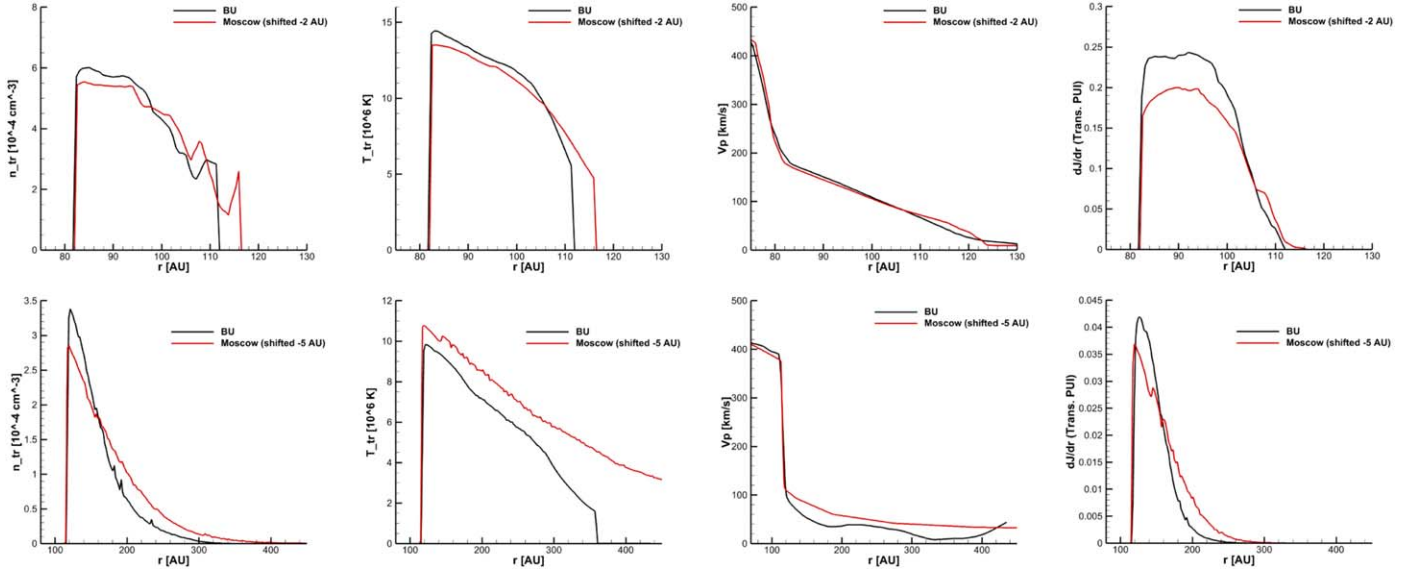 BU
Moscow (shifted -2 AU)
n_tr [10^-4 cm^-3]
8
6
4
2
0
80 90 100 110 120 130
r [AU]
BU
Moscow (shifted -2 AU)
T_tr [10^6 K]
15
10
5
0
80 90 100 110 120 130
r [AU]
BU
Moscow (shifted -2 AU)
Vp [km/s]
500
400
300
200
100
0
80 90 100 110 120 130
r [AU]
BU
Moscow (shifted -2 AU)
dJ/dr (Trans. PUI)
0.3
0.25
0.2
0.15
0.1
0.05
0
80 90 100 110 120 130
r [AU]
BU
Moscow (shifted -5 AU)
n_tr [10^-4 cm^-3]
3.5
3
2.5
2
1.5
1
0.5
0
100 200 300 400
r [AU]
BU
Moscow (shifted -5 AU)
T_tr [10^6 K]
12
10
8
6
4
2
0
100 200 300 400
r [AU]
BU
Moscow (shifted -5 AU)
Vp [km/s]
500
400
300
200
100
0
100 200 300 400
r [AU]
BU
Moscow (shifted -5 AU)
dJ/dr (Trans. PUI)
0.045
0.04
0.035
0.03
0.025
0.02
0.015
0.01
0.005
0
100 200 300 400
r [AU]